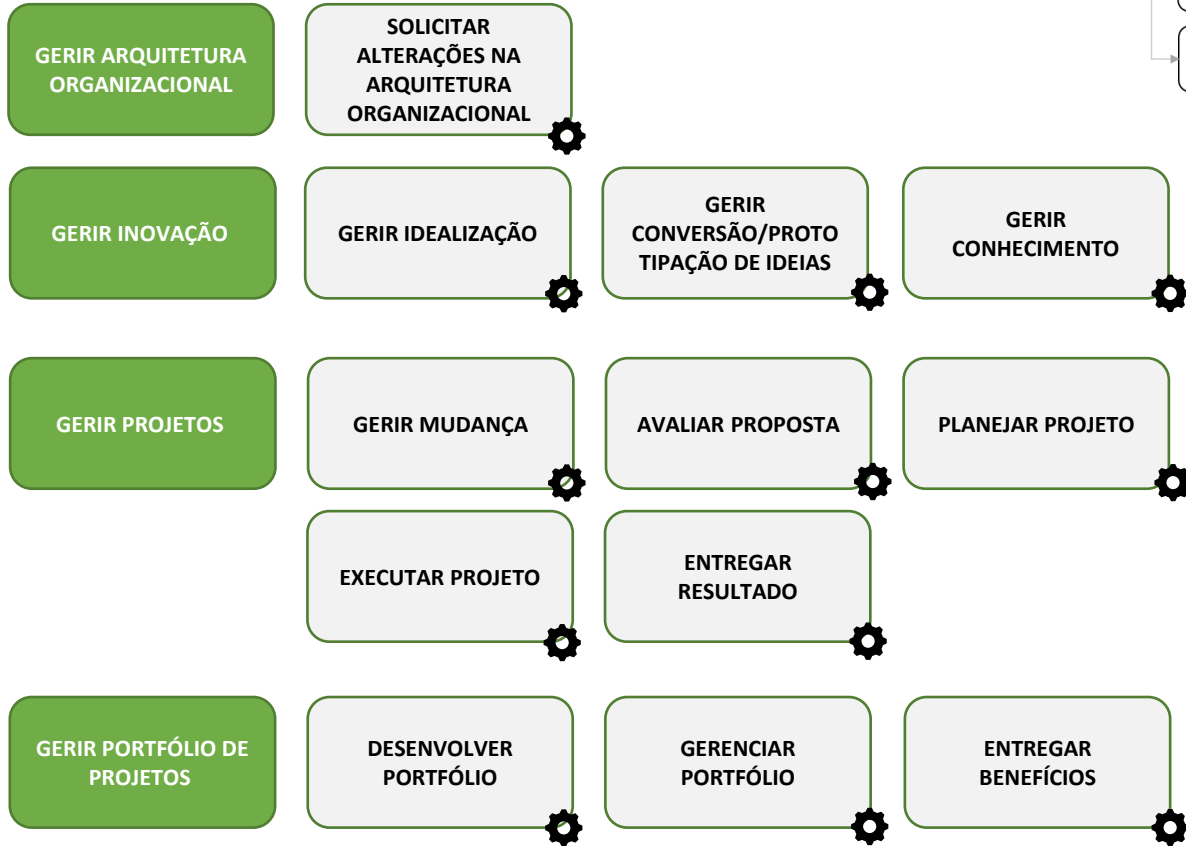 GERIR ARQUITETURA
ORGANIZACIONAL
SOLICITAR
ALTERAÇÕES NA
ARQUITETURA
ORGANIZACIONAL
GERIR INOVAÇÃO
GERIR IDEALIZAÇÃO
GERIR
CONVERSÃO/PROTO
TIPAÇÃO DE IDEIAS
GERIR
CONHECIMENTO
GERIR PROJETOS
GERIR MUDANÇA
AVALIAR PROPOSTA
PLANEJAR PROJETO
EXECUTAR PROJETO
ENTREGAR
RESULTADO
GERIR PORTFÓLIO DE
PROJETOS
DESENVOLVER
PORTFÓLIO
GERENCIAR
PORTFÓLIO
ENTREGAR
BENEFÍCIOS